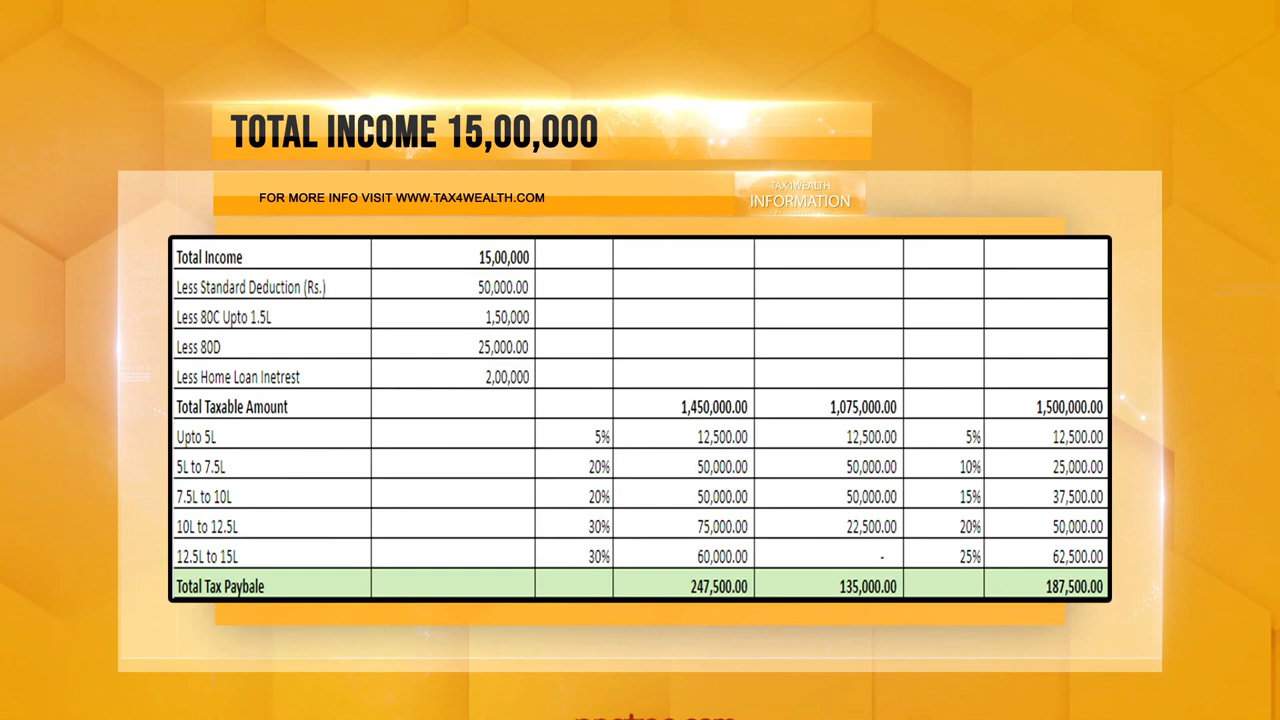 TOTAL INCOME 15,00,000
FOR MORE INFO VISIT WWW.TAX4WEALTH.COM
TAX4WEALTH
INFORMATION
Total Income 15,00,000
Less Standard Deduction (Rs.) 50,000.00
Less 80C Upto 1.5L 1,50,000
Less 80D 25,000.00
Less Home Loan Inetrest 2,00,000
Total Taxable Amount 1,450,000.00 1,075,000.00 1,500,000.00
Upto 5L 5% 12,500.00 12,500.00 5% 12,500.00
5L to 7.5L 20% 50,000.00 50,000.00 10% 25,000.00
7.5L to 10L 20% 50,000.00 50,000.00 15% 37,500.00
10L to 12.5L 30% 75,000.00 22,500.00 20% 50,000.00
12.5L to 15L 30% 60,000.00 - 25% 62,500.00
Total Tax Paybale 247,500.00 135,000.00 187,500.00